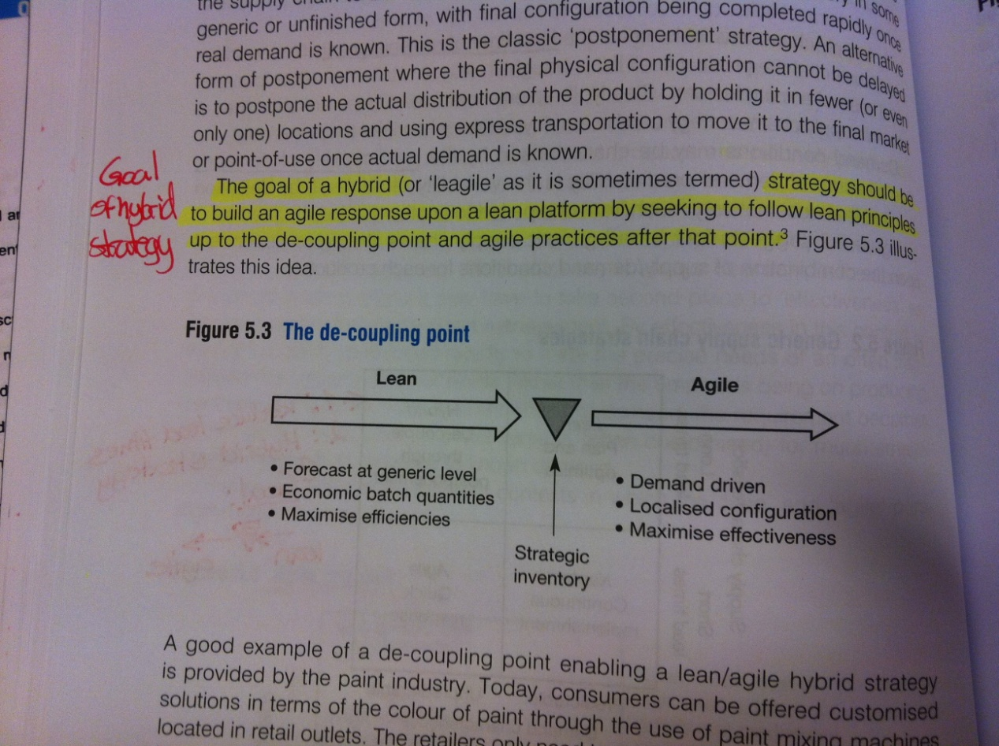 the supply chain
in some
generic or unfinished form, with final configuration being completed rapidly once
real demand is known. This is the classic ‘postponement’ strategy. An alternative
form of postponement where the final physical configuration cannot be delayed
is to postpone the actual distribution of the product by holding it in fewer (or even
only one) locations and using express transportation to move it to the final market
or point-of-use once actual demand is known.
Goal
of hybrid
strategy
The goal of a hybrid (or ‘leagile’ as it is sometimes termed) strategy should be
to build an agile response upon a lean platform by seeking to follow lean principles
up to the de-coupling point and agile practices after that point.³ Figure 5.3 illus-
trates this idea.
Figure 5.3 The de-coupling point
Lean
Agile
• Forecast at generic level
• Economic batch quantities
• Maximise efficiencies
• Demand driven
• Localised configuration
• Maximise effectiveness
Strategic
inventory
A good example of a de-coupling point enabling a lean/agile hybrid strategy
is provided by the paint industry. Today, consumers can be offered customised
solutions in terms of the colour of paint through the use of paint mixing machines
located in retail outlets. The retailers only need